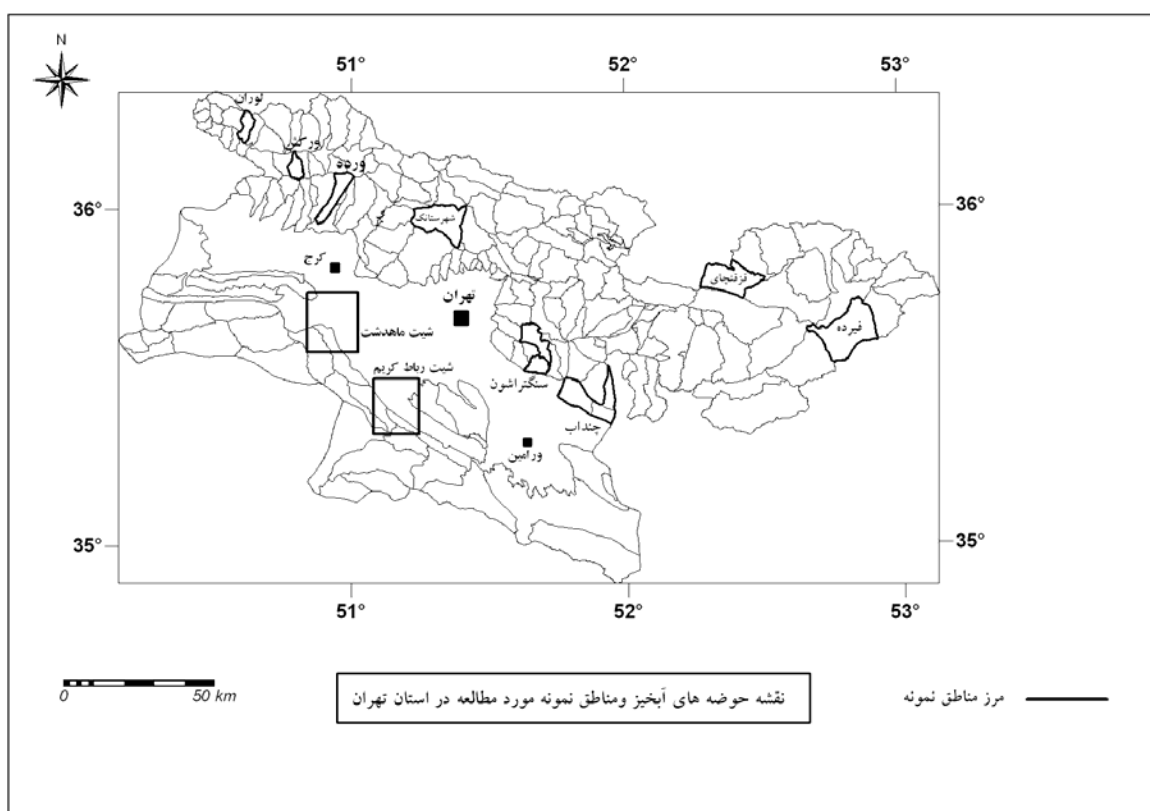 N
51°
52°
53°
لوران
ورکش
ورده
36°
36°
شهرستانک
کرج
قزقنچای
تهران
فیرده
شیت ماهدشت
شیت رباط کریم
سنگتراشون
چنداب
ورامین
35°
35°
51°
52°
53°
0
50 km
نقشه حوضه های آبخیز ومناطق نمونه مورد مطالعه در استان تهران
مرز مناطق نمونه